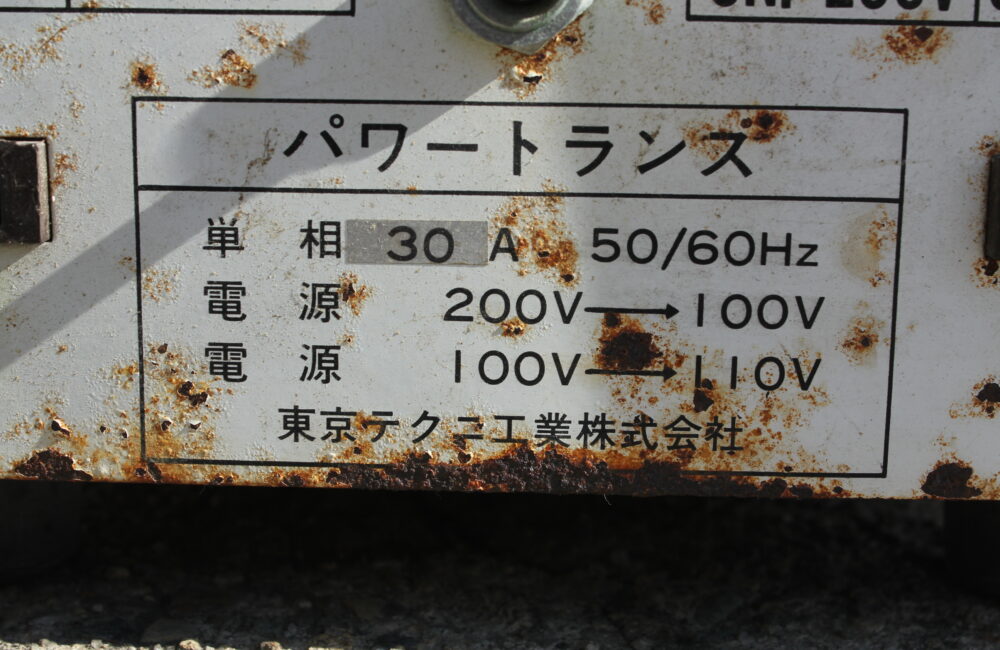 パワートランズ
単 相 30 A 50/60Hz
電 源 200V→100V
電 源 100V→110V
東京テクニ工業株式会社